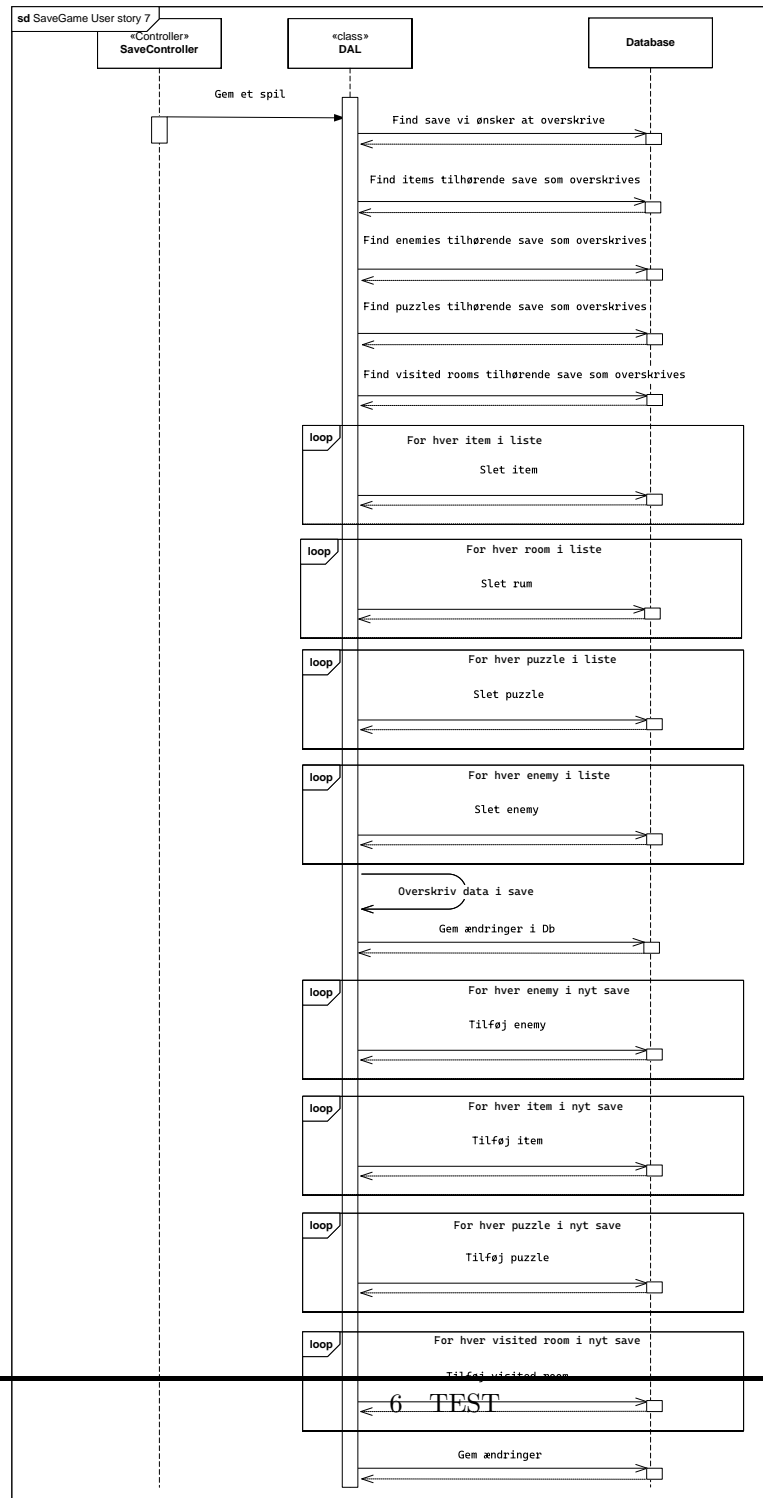 sd SaveGame User story 7
«Controller»
SaveController
«class»
DAL
Database
Gem et spil
Find save vi ønsker at overskrive
Find items tilhørende save som overskrives
Find enemies tilhørende save som overskrives
Find puzzles tilhørende save som overskrives
Find visited rooms tilhørende save som overskrives
loop
For hver item i liste
Slet item
loop
For hver room i liste
Slet rum
loop
For hver puzzle i liste
Slet puzzle
loop
For hver enemy i liste
Slet enemy
Overskriv data i save
Gem ændringer i Db
loop
For hver enemy i nyt save
Tilføj enemy
loop
For hver item i nyt save
Tilføj item
loop
For hver puzzle i nyt save
Tilføj puzzle
loop
For hver visited room i nyt save
Tilføj visited room
6 TEST
Gem ændringer